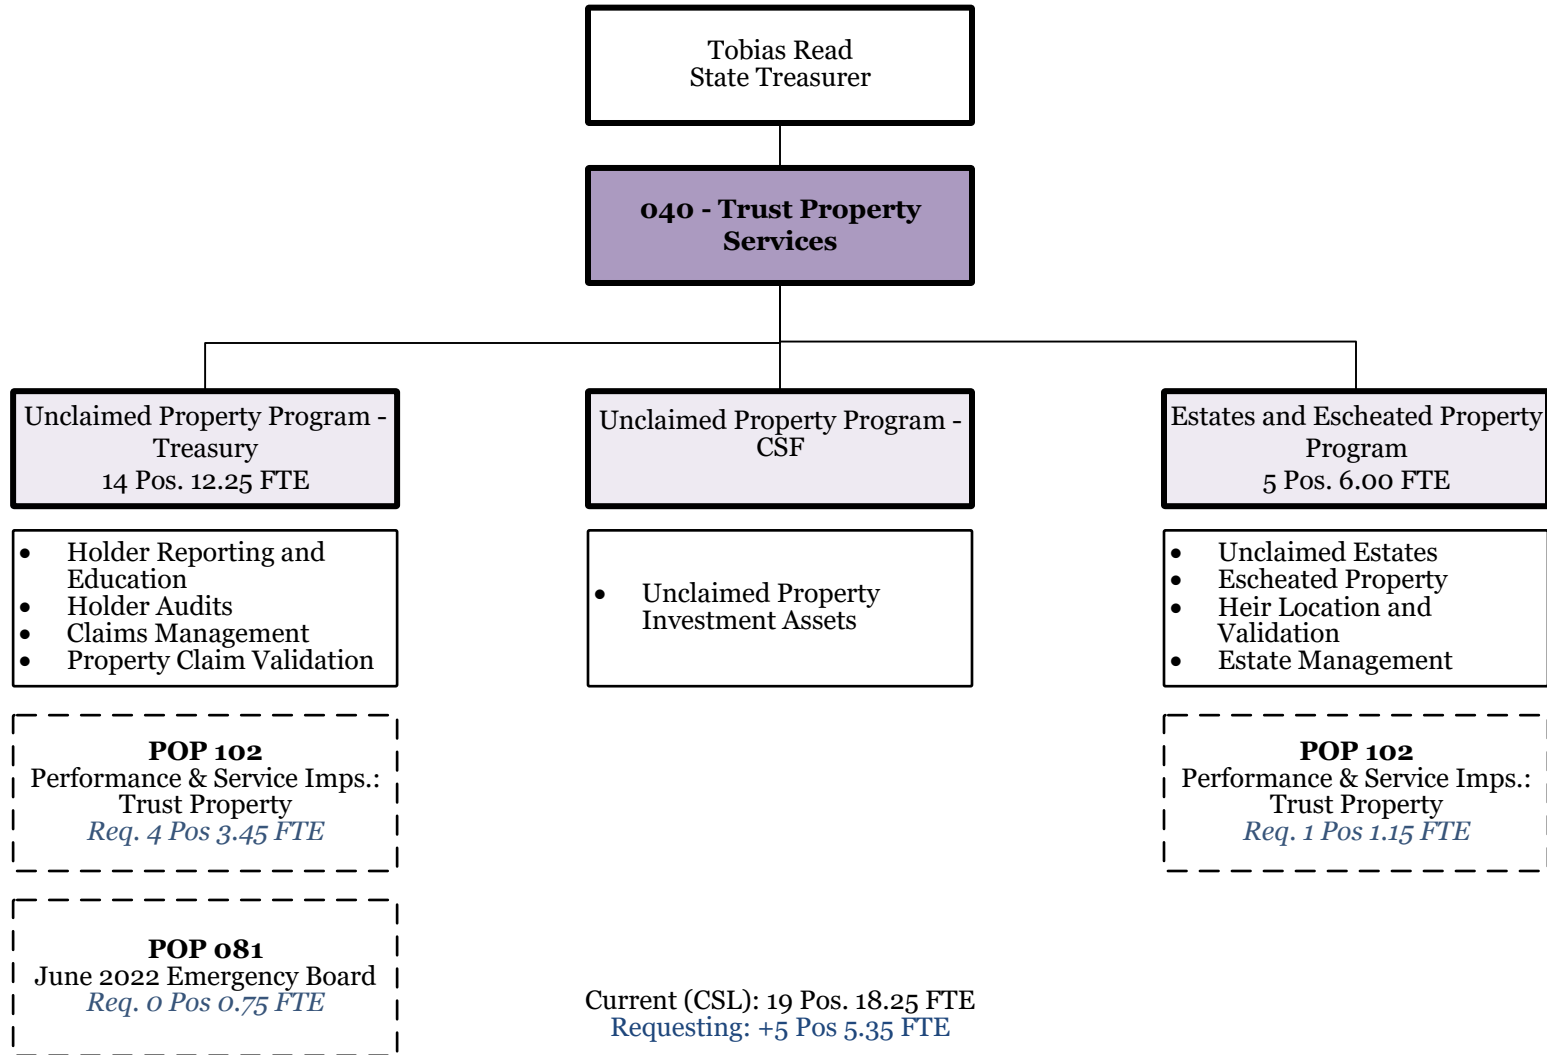 Tobias Read
State Treasurer
040 - Trust Property
Services
Unclaimed Property Program -
Treasury
14 Pos. 12.25 FTE
Unclaimed Property Program -
CSF
Estates and Escheated Property
Program
5 Pos. 6.00 FTE
• Holder Reporting and
Education
• Holder Audits
• Claims Management
• Property Claim Validation
• Unclaimed Property
Investment Assets
• Unclaimed Estates
• Escheated Property
• Heir Location and
Validation
• Estate Management
POP 102
Performance & Service Imps.:
Trust Property
Req. 4 Pos 3.45 FTE
POP 102
Performance & Service Imps.:
Trust Property
Req. 1 Pos 1.15 FTE
POP 081
June 2022 Emergency Board
Req. 0 Pos 0.75 FTE
Current (CSL): 19 Pos. 18.25 FTE
Requesting: +5 Pos 5.35 FTE